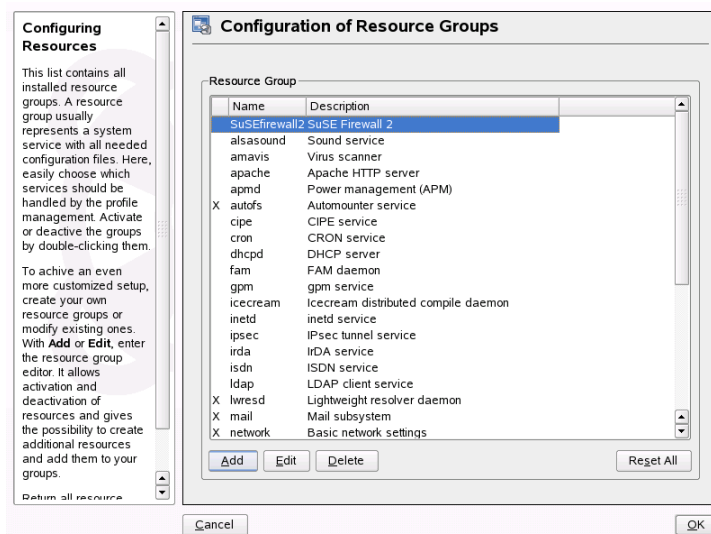 Configuring
Resources
This list contains all
installed resource
groups. A resource
group usually
represents a system
service with all needed
configuration files. Here,
easily choose which
services should be
handled by the profile
management. Activate
or deactive the groups
by double-clicking them.
To achive an even
more customized setup,
create your own
resource groups or
modify existing ones.
With Add or Edit, enter
the resource group
editor. It allows
activation and
deactivation of
resources and gives
the possibility to create
additional resources
and add them to your
groups.
Return all resource
Configuration of Resource Groups
Resource Group
Name Description
SuSEfirewall2 SuSE Firewall 2
alsasound Sound service
amavis Virus scanner
apache Apache HTTP server
apmd Power management (APM)
X autofs Automounter service
cipe CIPE service
cron CRON service
dhcpd DHCP server
fam FAM daemon
gpm gpm service
icecream Icecream distributed compile daemon
inetd inetd service
ipsec IPsec tunnel service
irda IrDA service
isdn ISDN service
ldap LDAP client service
X lwresd Lightweight resolver daemon
X mail Mail subsystem
X network Basic network settings
Add Edit Delete Reset All
Cancel OK